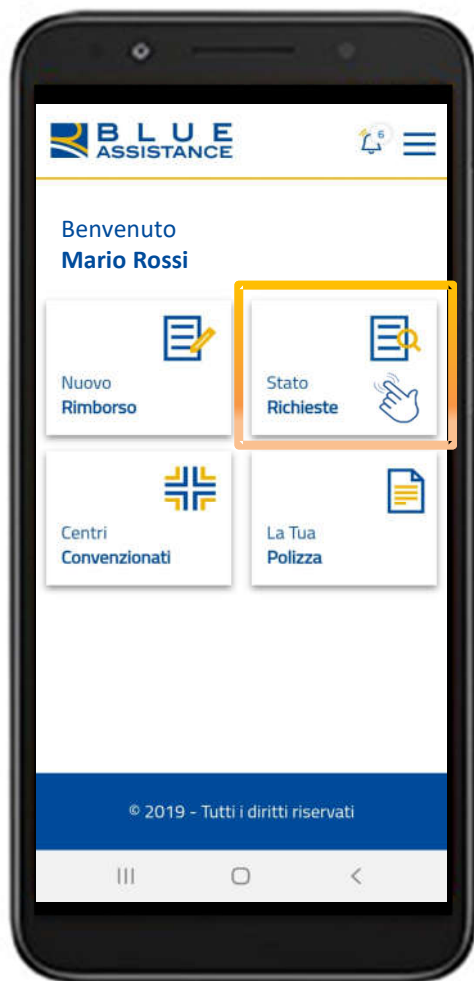 BLUE
ASSISTANCE
6
Benvenuto
Mario Rossi
Nuovo
Rimborso
Stato
Richieste
Centri
Convenzionati
La Tua
Polizza
© 2019 - Tutti i diritti riservati